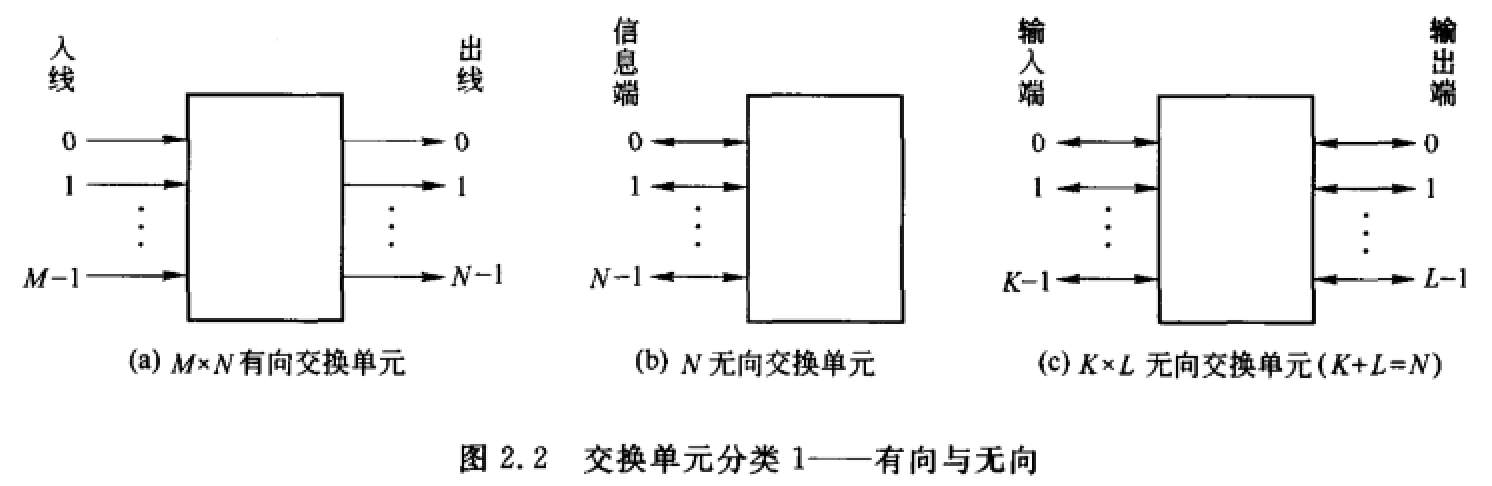 入线
出线
0
0
1
1
M-1
N-1
(a) M×N 有向交换单元
信息端
0
1
N-1
(b) N 无向交换单元
输入端
输出端
0
0
1
1
K-1
L-1
(c) K×L 无向交换单元(K+L=N)
图 2.2 交换单元分类 1——有向与无向